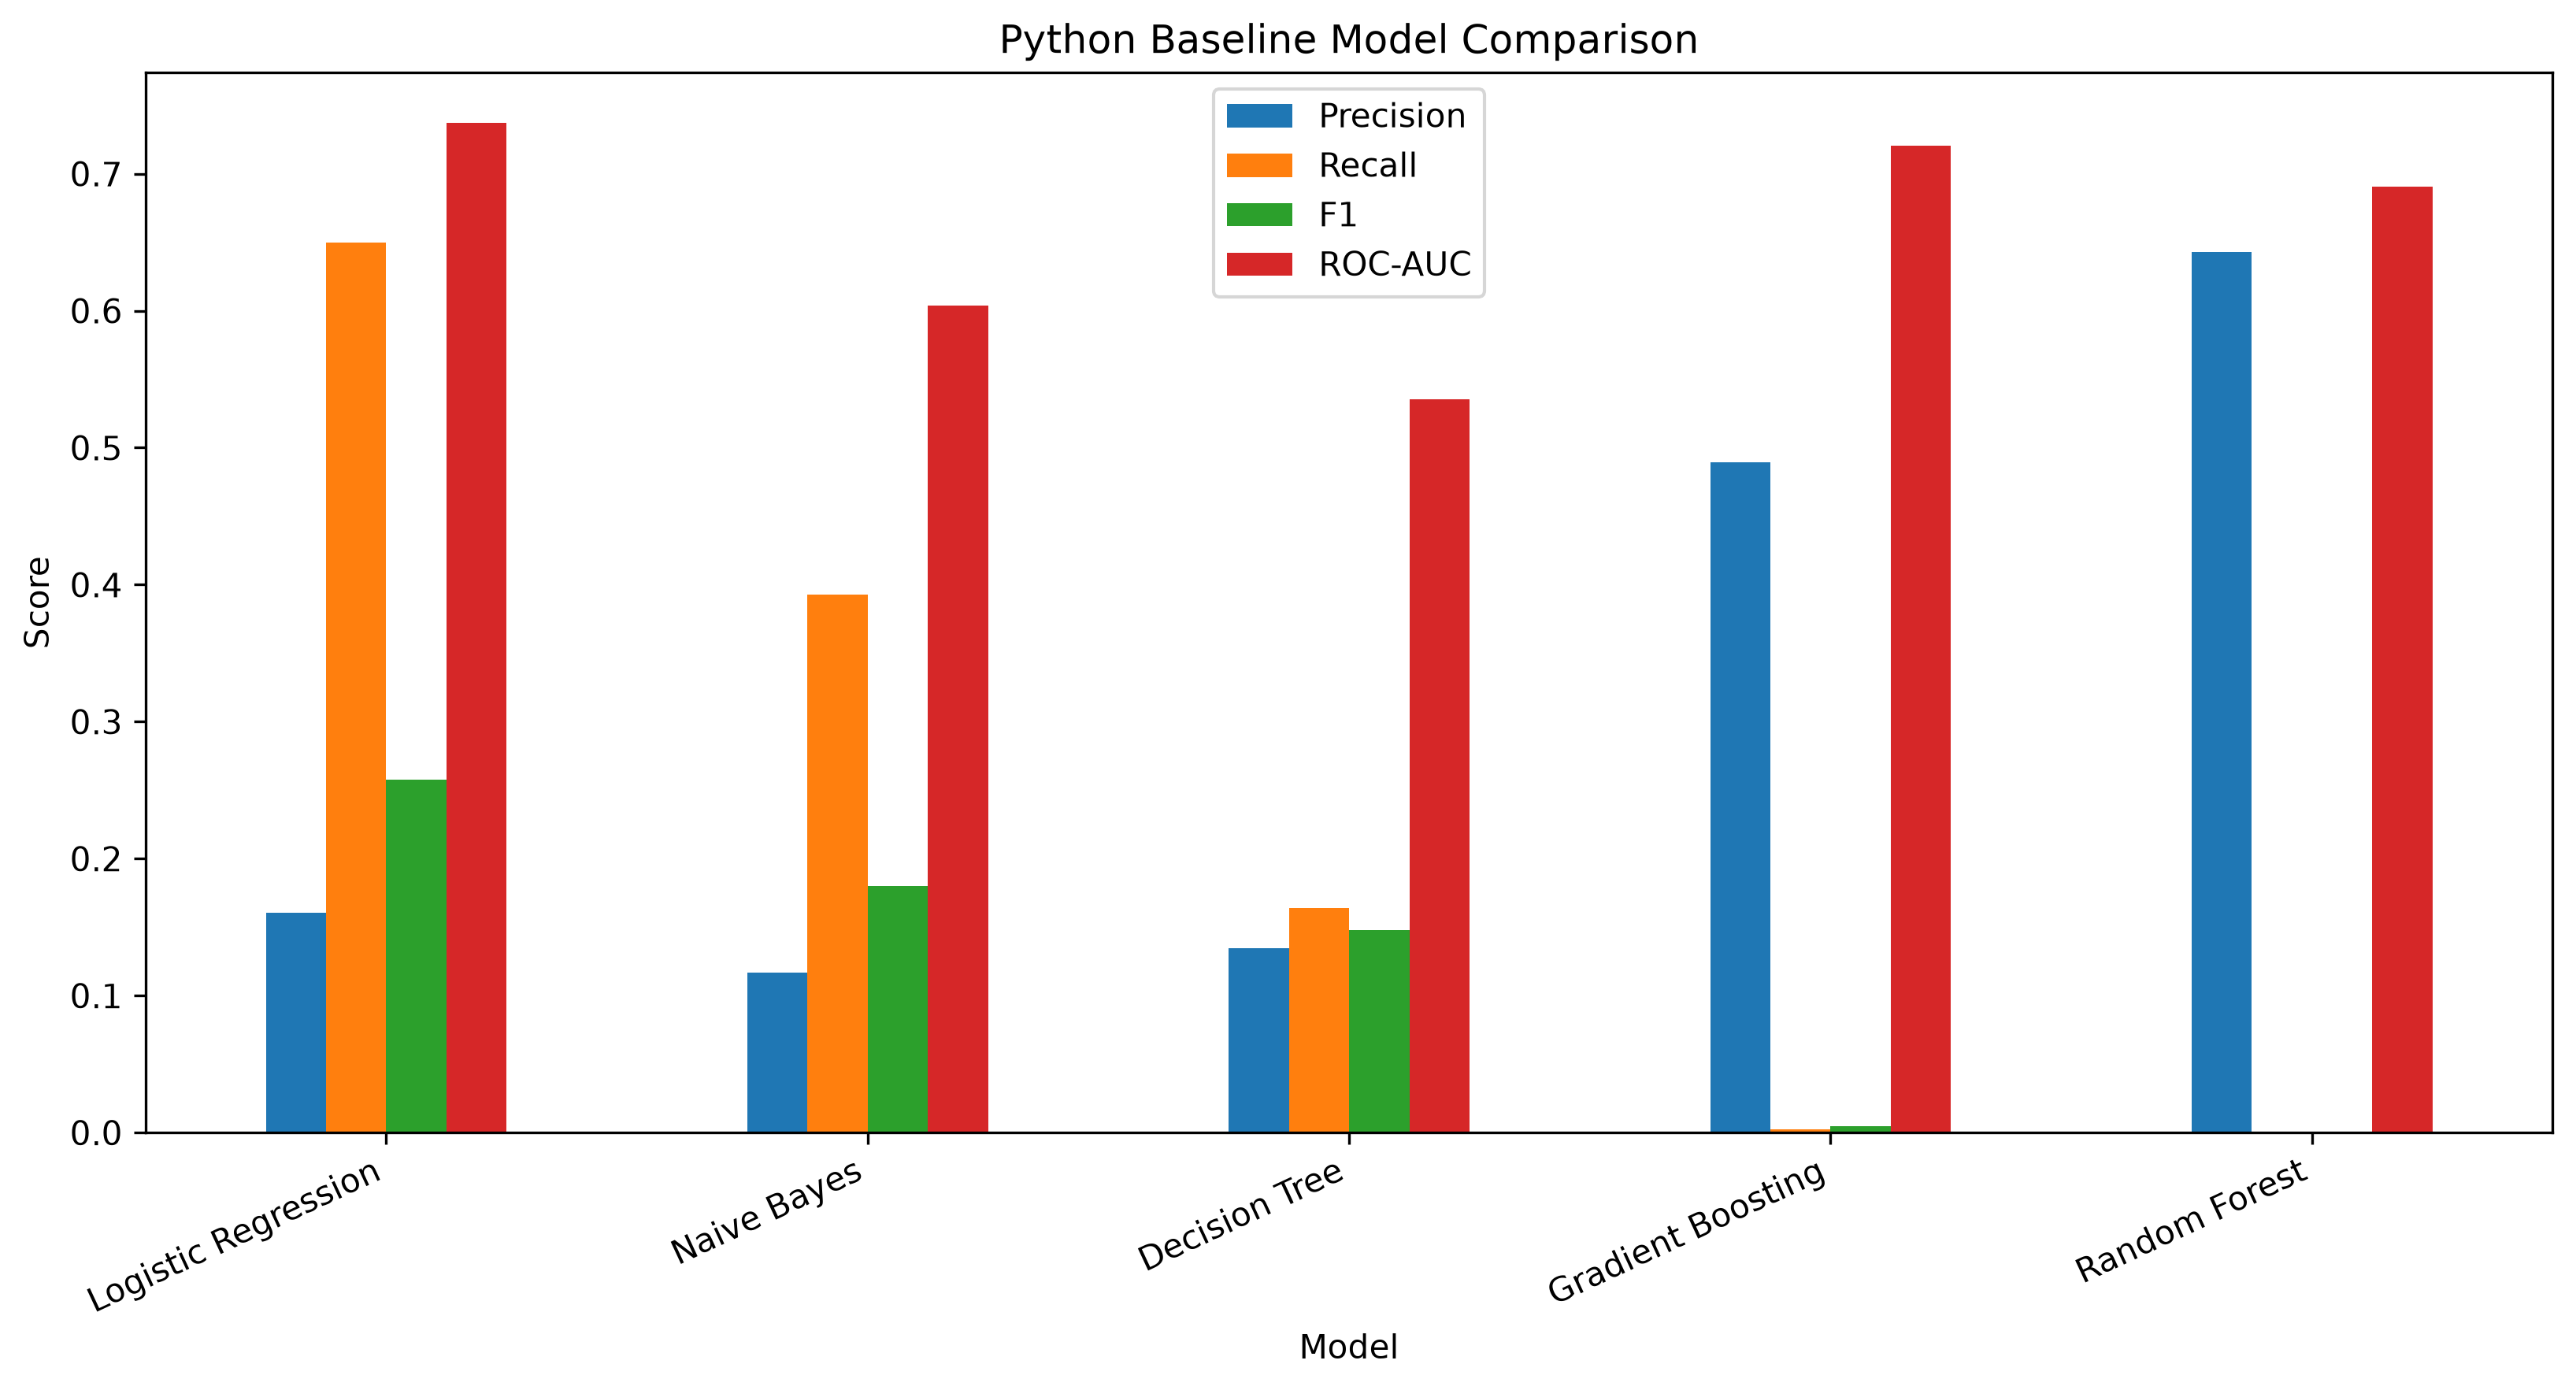 Python Baseline Model Comparison
Precision
Recall
F1
ROC-AUC
Score
0.7
0.6
0.5
0.4
0.3
0.2
0.1
0.0
Logistic Regression
Naive Bayes
Decision Tree
Gradient Boosting
Random Forest
Model